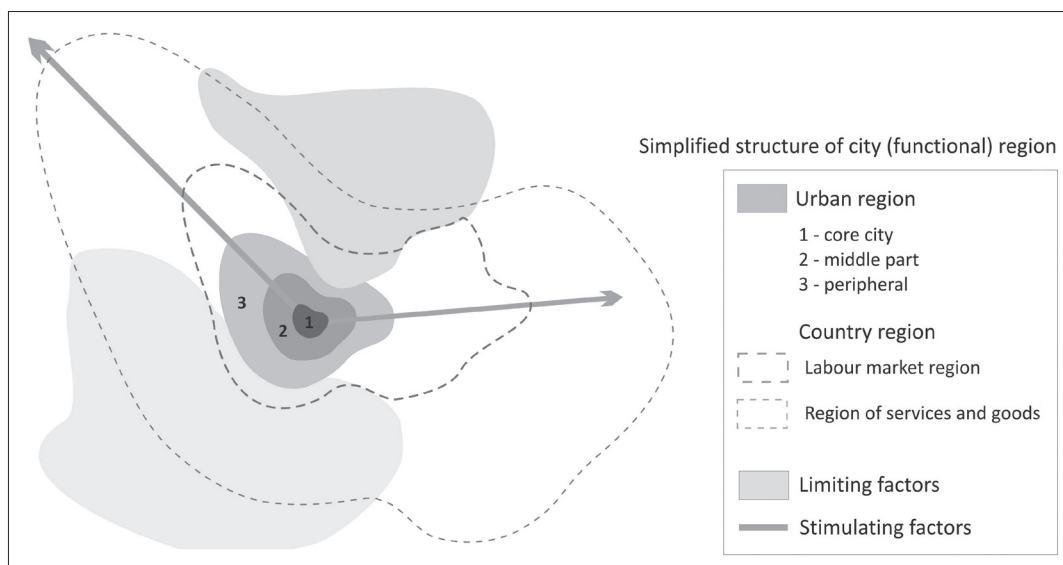 Simplified structure of city (functional) region
Urban region
1 - core city
2 - middle part
3 - peripheral
Country region
Labour market region
Region of services and goods
Limiting factors
Stimulating factors
3
2
1